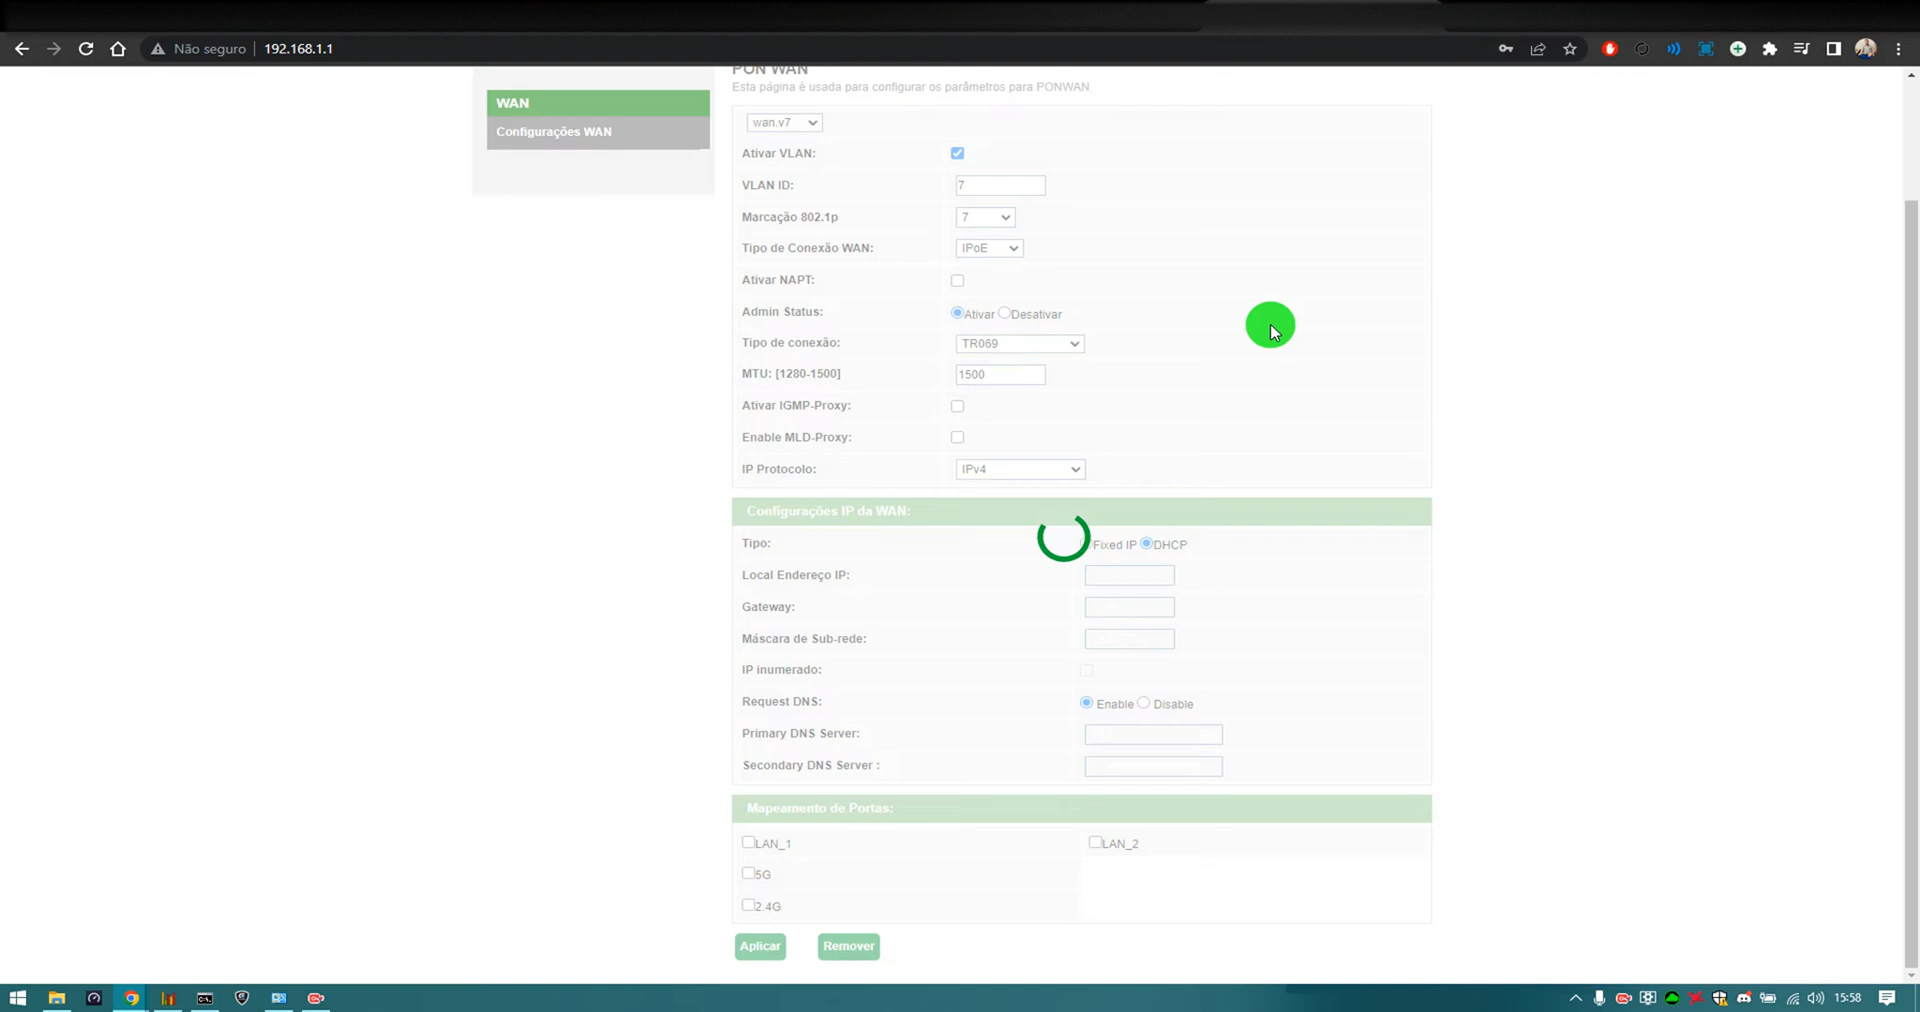 Não seguro
192.168.1.1
PON WAN
Esta página é usada para configurar os parâmetros para PONWAN
WAN
Configurações WAN
wan.v7
Ativar VLAN:
VLAN ID: 7
Marcação 802.1p 7
Tipo de Conexão WAN: IPoE
Ativar NAPT:
Admin Status: Ativar Desativar
Tipo de conexão: TR069
MTU: [1280-1500] 1500
Ativar IGMP-Proxy:
Enable MLD-Proxy:
IP Protocolo: IPv4
Configurações IP da WAN:
Tipo: Fixed IP DHCP
Local Endereço IP:
Gateway:
Máscara de Sub-rede:
IP inumerado:
Request DNS: Enable Disable
Primary DNS Server:
Secondary DNS Server :
Mapeamento de Portas:
LAN_1 LAN_2
5G
2.4G
Aplicar Remover
15:58